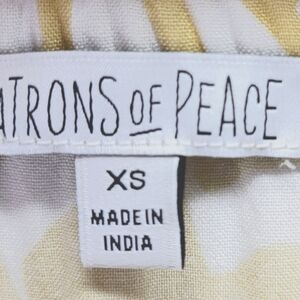 ATRONS OF PEACE
XS
MADE IN
INDIA